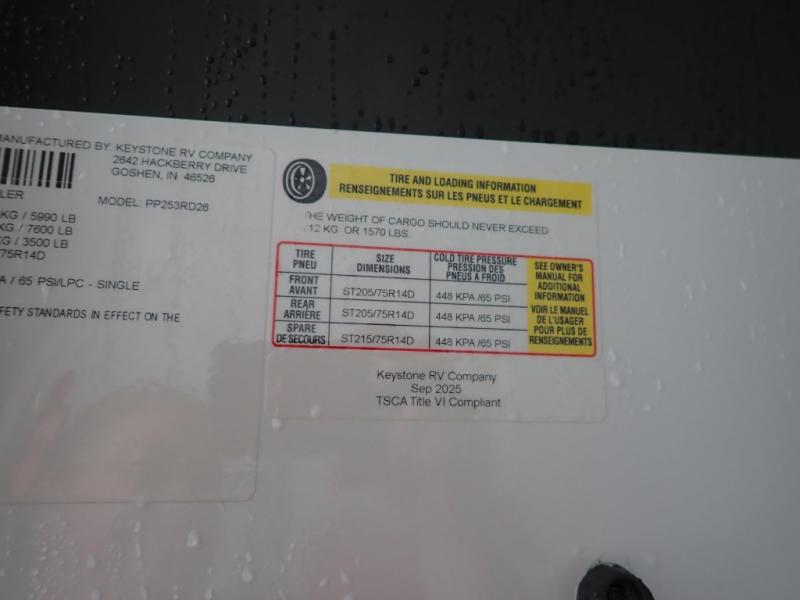 MANUFACTURED BY: KEYSTONE RV COMPANY
2642 HACKBERRY DRIVE
GOSHEN, IN 46526
MODEL: PP253RD26
KG / 5990 LB
KG / 7600 LB
KG / 3500 LB
75R14D
/ 65 PSI/LPC - SINGLE
STANDARDS IN EFFECT ON THE
TIRE AND LOADING INFORMATION
RENSEIGNEMENTS SUR LES PNEUS ET LE CHARGEMENT
THE WEIGHT OF CARGO SHOULD NEVER EXCEED
12 KG OR 1570 LBS.
TIRE PNEU
SIZE DIMENSIONS
COLD TIRE PRESSURE
PRESSION DES
PNEUS A FROID
FRONT AVANT ST205/75R14D 448 KPA /65 PSI
REAR ARRIÈRE ST205/75R14D 448 KPA /65 PSI
SPARE DE SECOURS ST215/75R14D 448 KPA /65 PSI
SEE OWNER'S
MANUAL FOR
ADDITIONAL
INFORMATION
VOIR LE MANUEL
DE L'USAGER
POUR PLUS DE
RENSEIGNEMENTS
Keystone RV Company
Sep 2025
TSCA Title VI Compliant